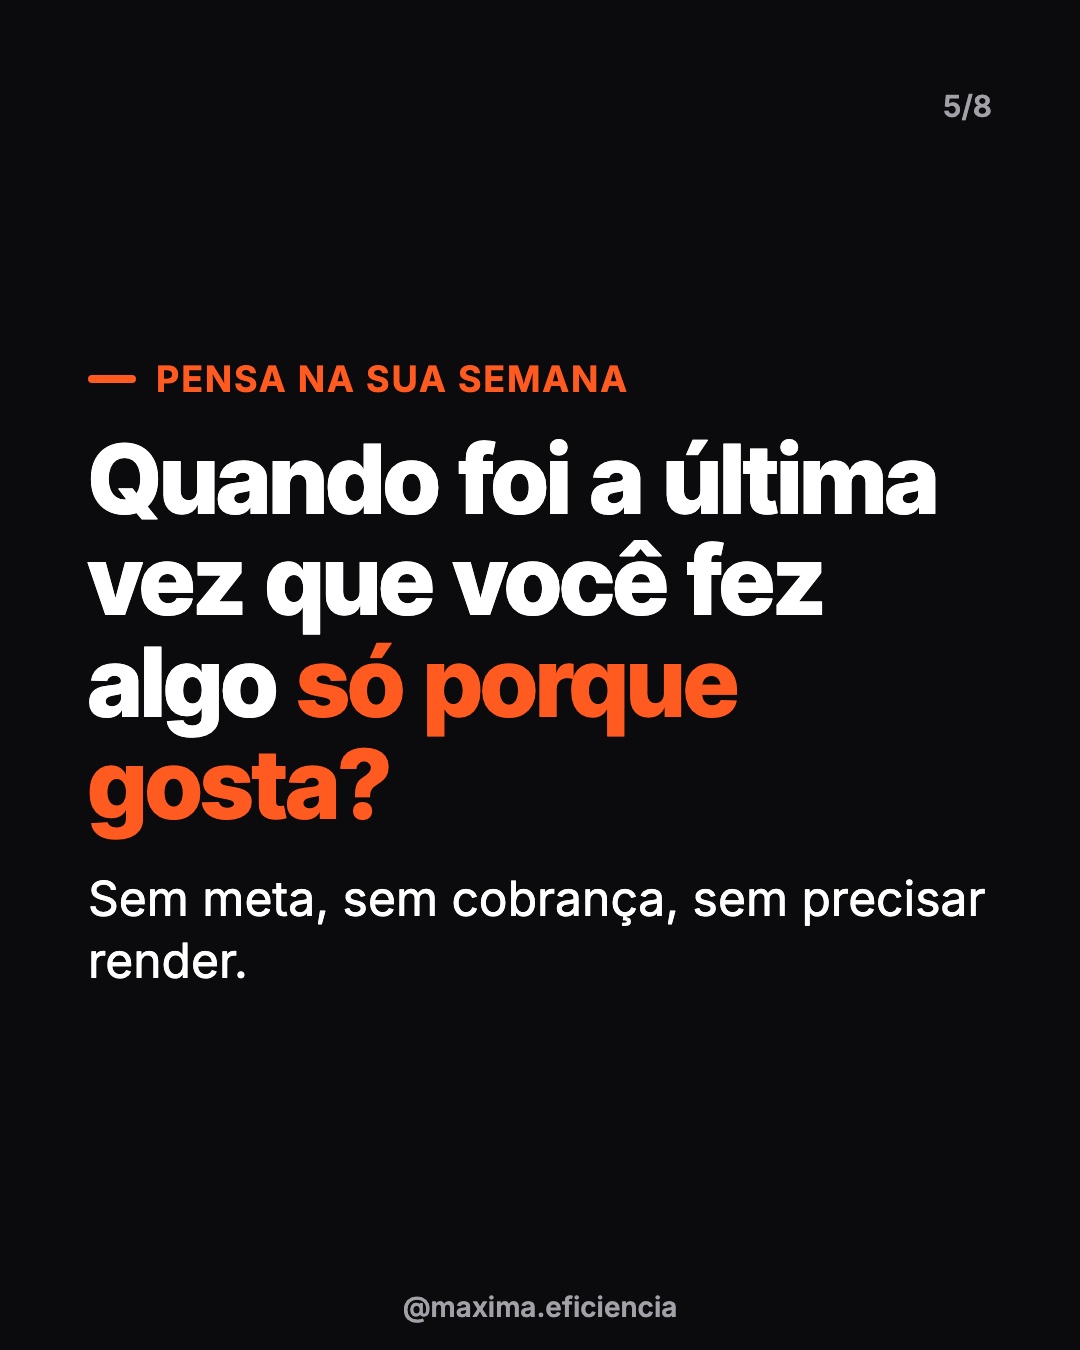 5/8
PENSA NA SUA SEMANA
Quando foi a última
vez que você fez
algo só porque
gosta?
Sem meta, sem cobrança, sem precisar
render.
@maxima.eficiencia